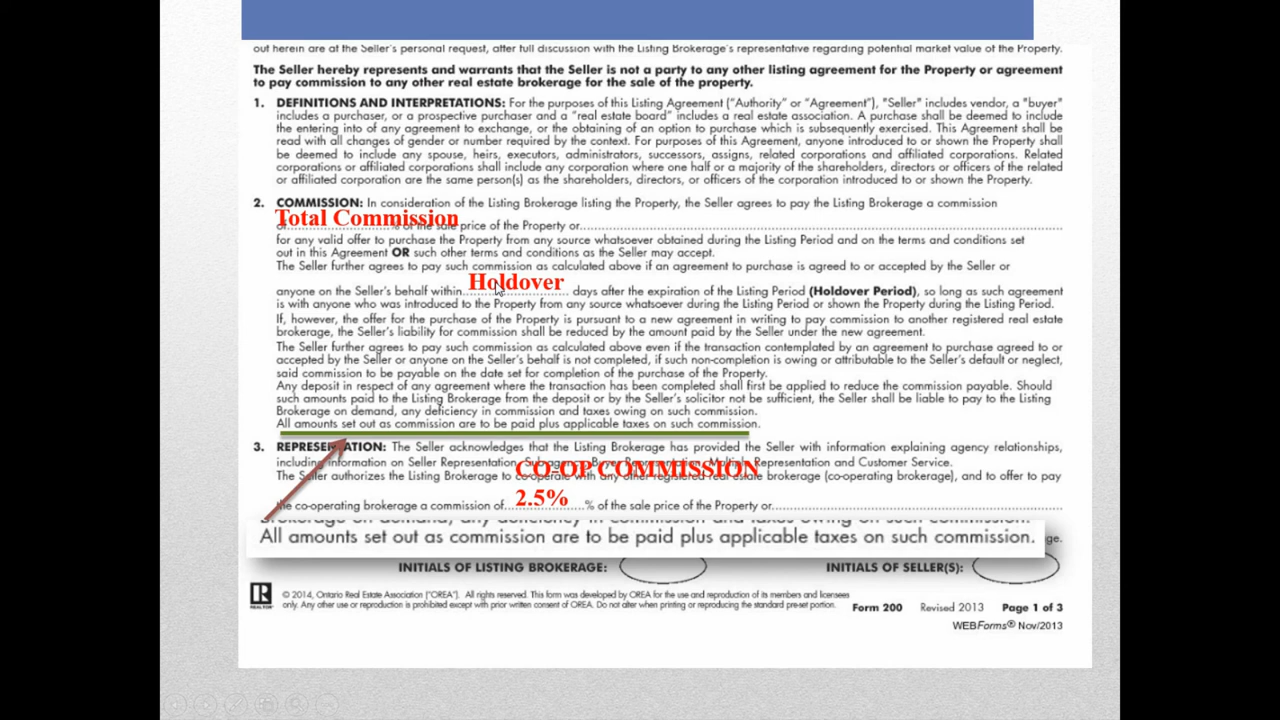 out herein are at the Seller's personal request, after full discussion with the Listing Brokerage's representative regarding potential market value of the Property.
The Seller hereby represents and warrants that the Seller is not a party to any other listing agreement for the Property or agreement
to pay commission to any other real estate brokerage for the sale of the property.
1. DEFINITIONS AND INTERPRETATIONS: For the purposes of this Listing Agreement ("Authority" or "Agreement"), "Seller" includes vendor, a "buyer"
includes a purchaser, or a prospective purchaser and a "real estate board" includes a real estate association. A purchase shall be deemed to include
the entering into of any agreement to exchange, or the obtaining of an option to purchase which is subsequently exercised. This Agreement shall be
read with all changes of gender or number required by the context. For purposes of this Agreement, anyone introduced to or shown the Property shall
be deemed to include any spouse, heirs, executors, administrators, successors, assigns, related corporations and affiliated corporations. Related
corporations or affiliated corporations shall include any corporation where one half or a majority of the shareholders, directors or officers of the related
or affiliated corporation are the same person(s) as the shareholders, directors, or officers of the corporation introduced to or shown the Property.
2. COMMISSION: In consideration of the Listing Brokerage listing the Property, the Seller agrees to pay the Listing Brokerage a commission
Total Commission
of..............................% of the sale price of the Property or..............................
for any valid offer to purchase the Property from any source whatsoever obtained during the Listing Period and on the terms and conditions set
out in this Agreement OR such other terms and conditions as the Seller may accept.
The Seller further agrees to pay such commission as calculated above if an agreement to purchase is agreed to or accepted by the Seller or
Holdover
anyone on the Seller's behalf within.............................. days after the expiration of the Listing Period (Holdover Period), so long as such agreement
is with anyone who was introduced to the Property from any source whatsoever during the Listing Period or shown the Property during the Listing Period.
If, however, the offer for the purchase of the Property is pursuant to a new agreement in writing to pay commission to another registered real estate
brokerage, the Seller's liability for commission shall be reduced by the amount paid by the Seller under the new agreement.
The Seller further agrees to pay such commission as calculated above even if the transaction contemplated by an agreement to purchase agreed to or
accepted by the Seller or anyone on the Seller's behalf is not completed, if such non-completion is owing or attributable to the Seller's default or neglect,
said commission to be payable on the date set for completion of the purchase of the Property.
Any deposit in respect of any agreement where the transaction has been completed shall first be applied to reduce the commission payable. Should
such amounts paid to the Listing Brokerage from the deposit or by the Seller's solicitor not be sufficient, the Seller shall be liable to pay to the Listing
Brokerage on demand, any deficiency in commission and taxes owing on such commission.
All amounts set out as commission are to be paid plus applicable taxes on such commission.
3. REPRESENTATION: The Seller acknowledges that the Listing Brokerage has provided the Seller with information explaining agency relationships,
including information on Seller Representation, Sub-agency, Buyer Representation, Multiple Representation and Customer Service.
CO-OP COMMISSION
The Seller authorizes the Listing Brokerage to co-operate with any other registered real estate brokerage (co-operating brokerage), and to offer to pay
2.5%
the co-operating brokerage a commission of....................% of the sale price of the Property or..............................
Brokerage on demand, any deficiency in commission and taxes owing on such commission.
All amounts set out as commission are to be paid plus applicable taxes on such commission.
ge.
INITIALS OF LISTING BROKERAGE: INITIALS OF SELLER(S):
REALTOR
© 2014, Ontario Real Estate Association ("OREA"). All rights reserved. This form was developed by OREA for the use and reproduction of its members and licensees
only. Any other use or reproduction is prohibited except with prior written consent of OREA. Do not alter when printing or reproducing the standard pre-set portion.
Form 200 Revised 2013 Page 1 of 3
WEBForms® Nov/2013